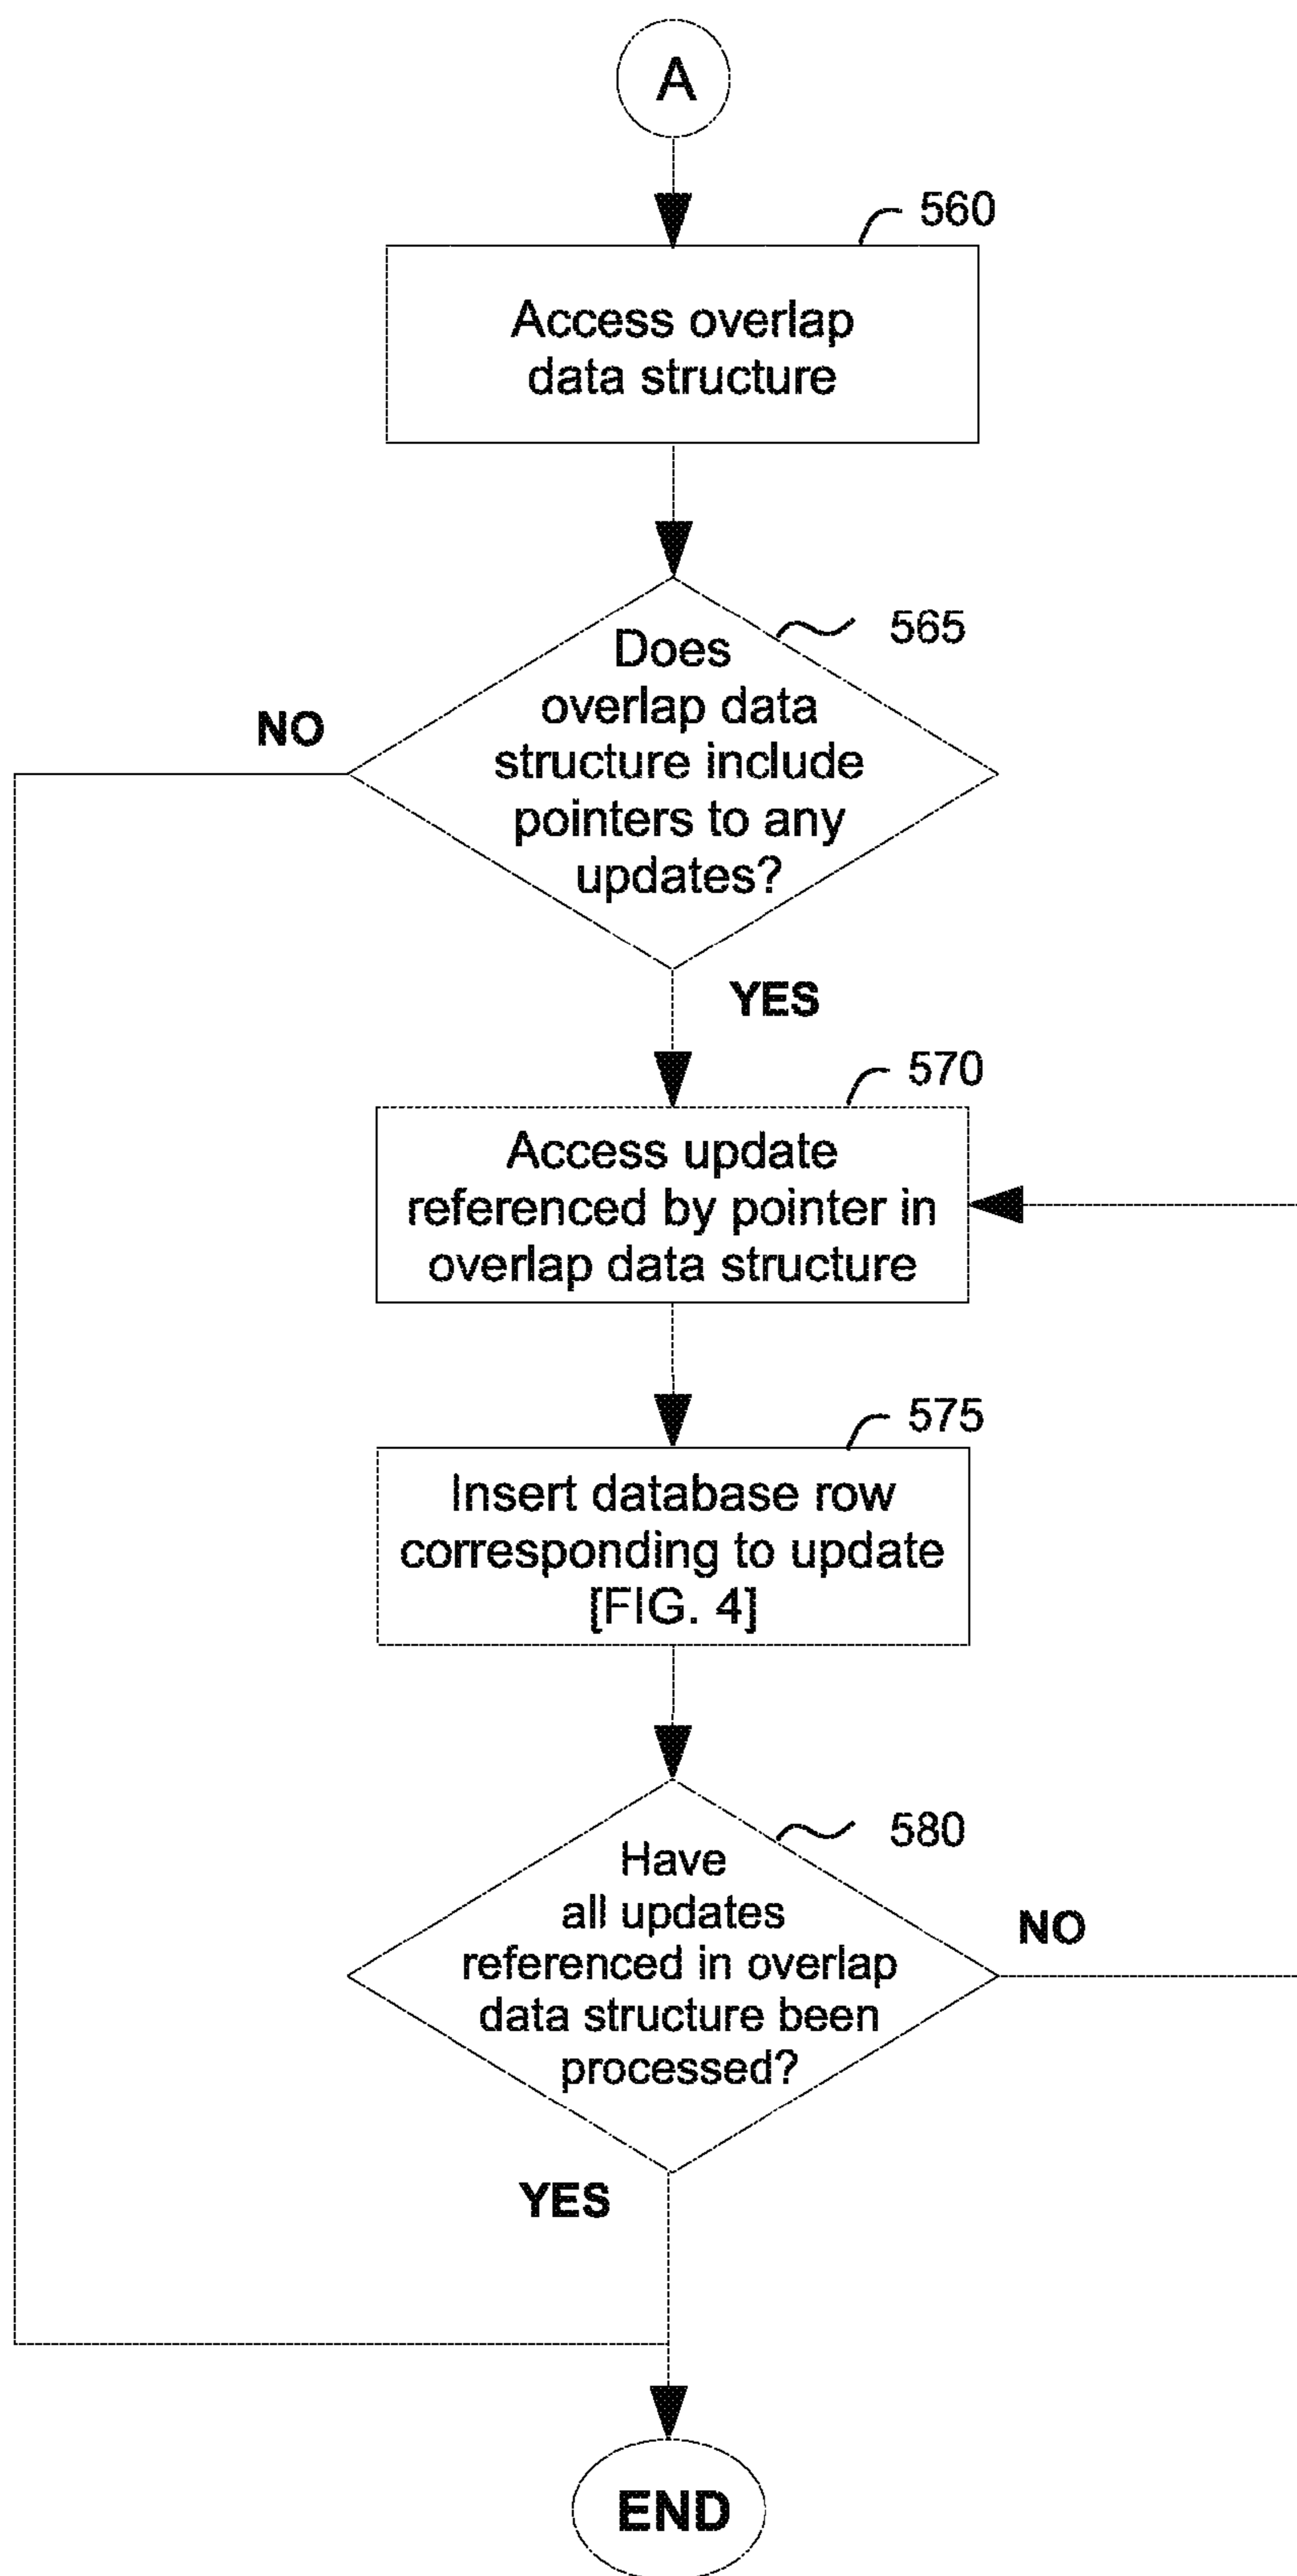 A
560
Access overlap
data structure
565
Does
overlap data
structure include
pointers to any
updates?
NO
YES
570
Access update
referenced by pointer in
overlap data structure
575
Insert database row
corresponding to update
[FIG. 4]
580
Have
all updates
referenced in overlap
data structure been
processed?
NO
YES
END